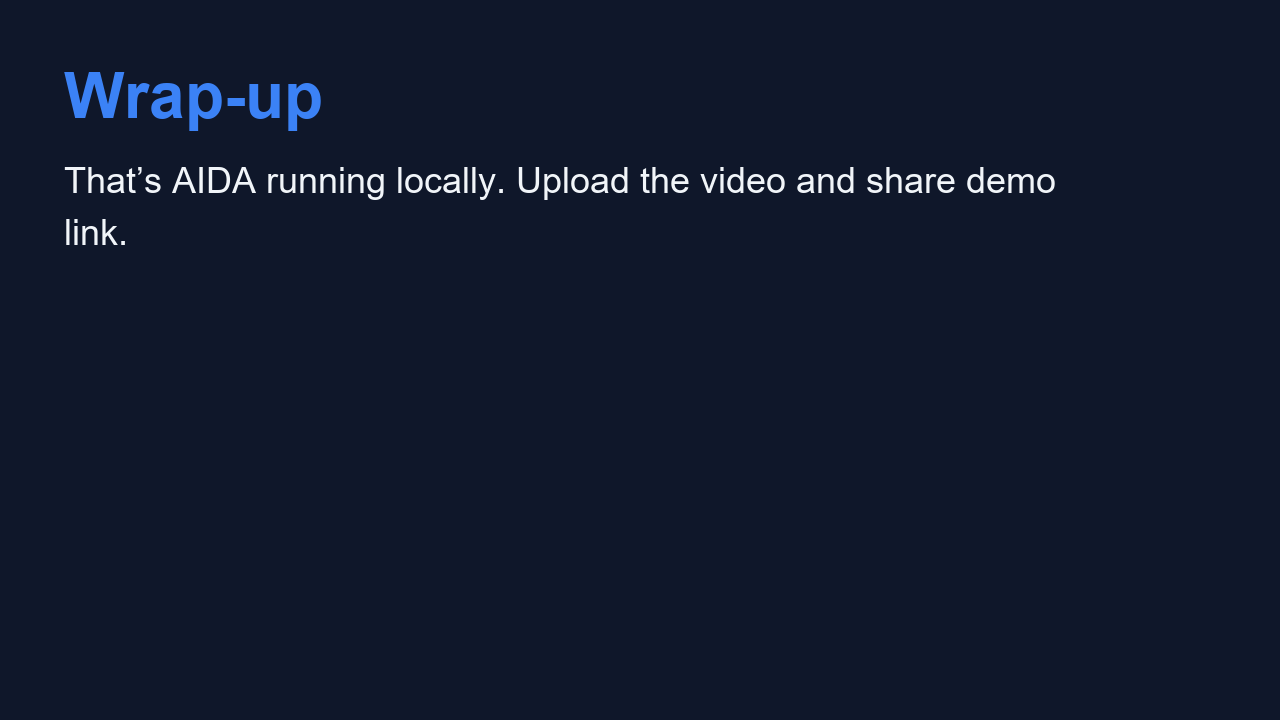 Wrap-up
That’s AIDA running locally. Upload the video and share demo
link.